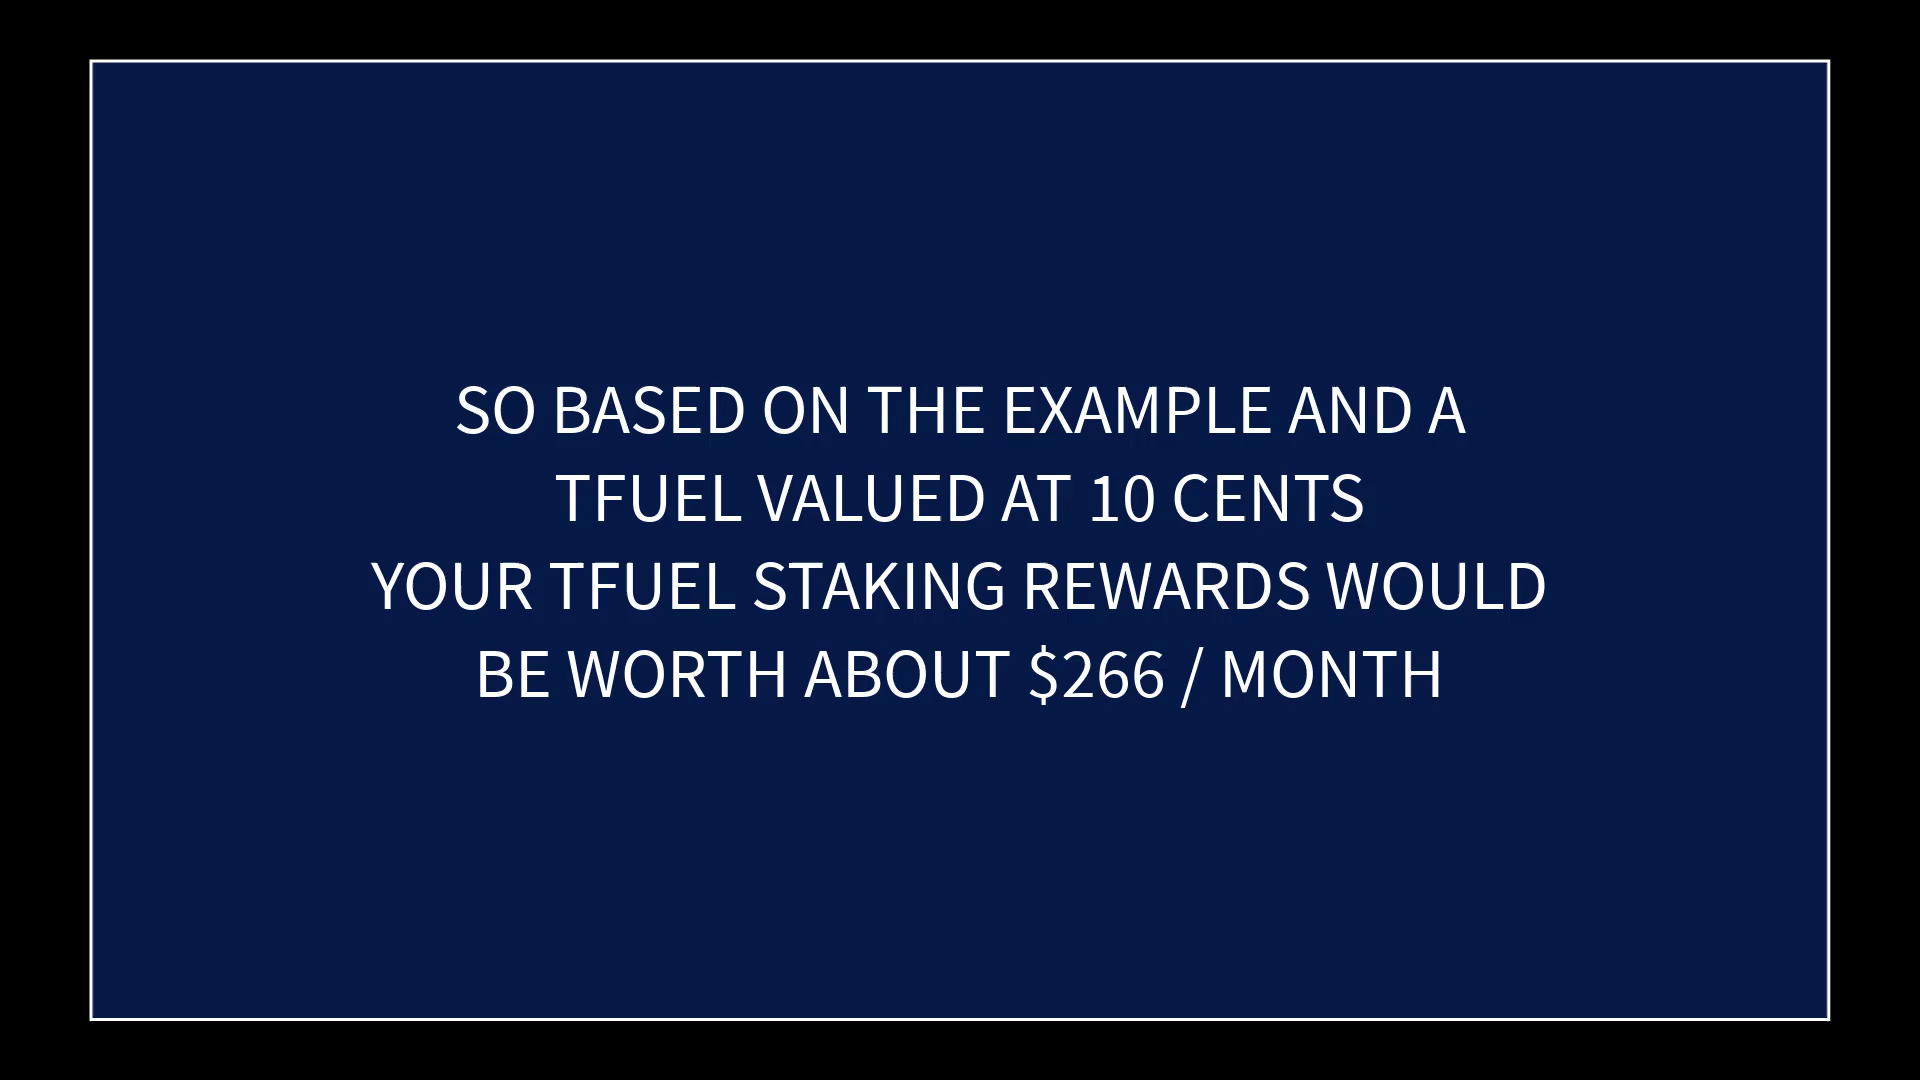 SO BASED ON THE EXAMPLE AND A
TFUEL VALUED AT 10 CENTS
YOUR TFUEL STAKING REWARDS WOULD
BE WORTH ABOUT $266 / MONTH